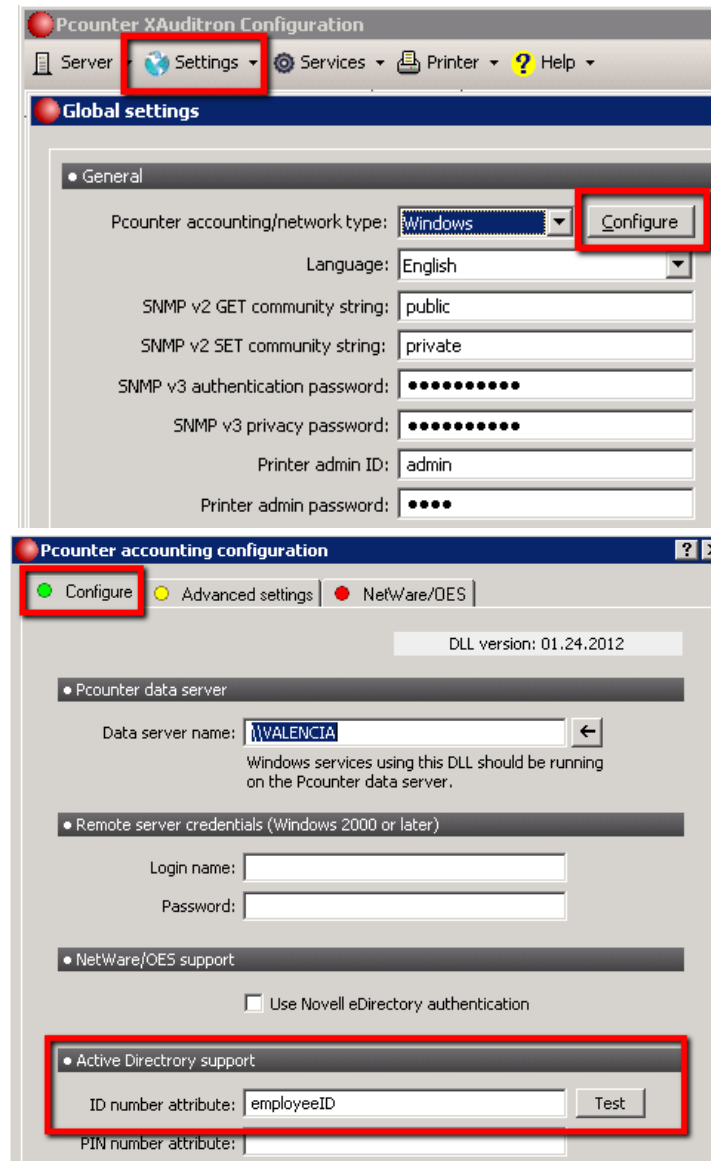 Pcounter XAuditron Configuration
Server Settings Services Printer ? Help
Global settings
General
Pcounter accounting/network type: Windows Configure
Language: English
SNMP v2 GET community string: public
SNMP v2 SET community string: private
SNMP v3 authentication password: ●●●●●●●●●●
SNMP v3 privacy password: ●●●●●●●●●●
Printer admin ID: admin
Printer admin password: ●●●●
Pcounter accounting configuration ?
Configure Advanced settings NetWare/OES
DLL version: 01.24.2012
Pcounter data server
Data server name: \\VALENCIA
Windows services using this DLL should be running
on the Pcounter data server.
Remote server credentials (Windows 2000 or later)
Login name:
Password:
NetWare/OES support
Use Novell eDirectory authentication
Active Directrory support
ID number attribute: employeeID Test
PIN number attribute: